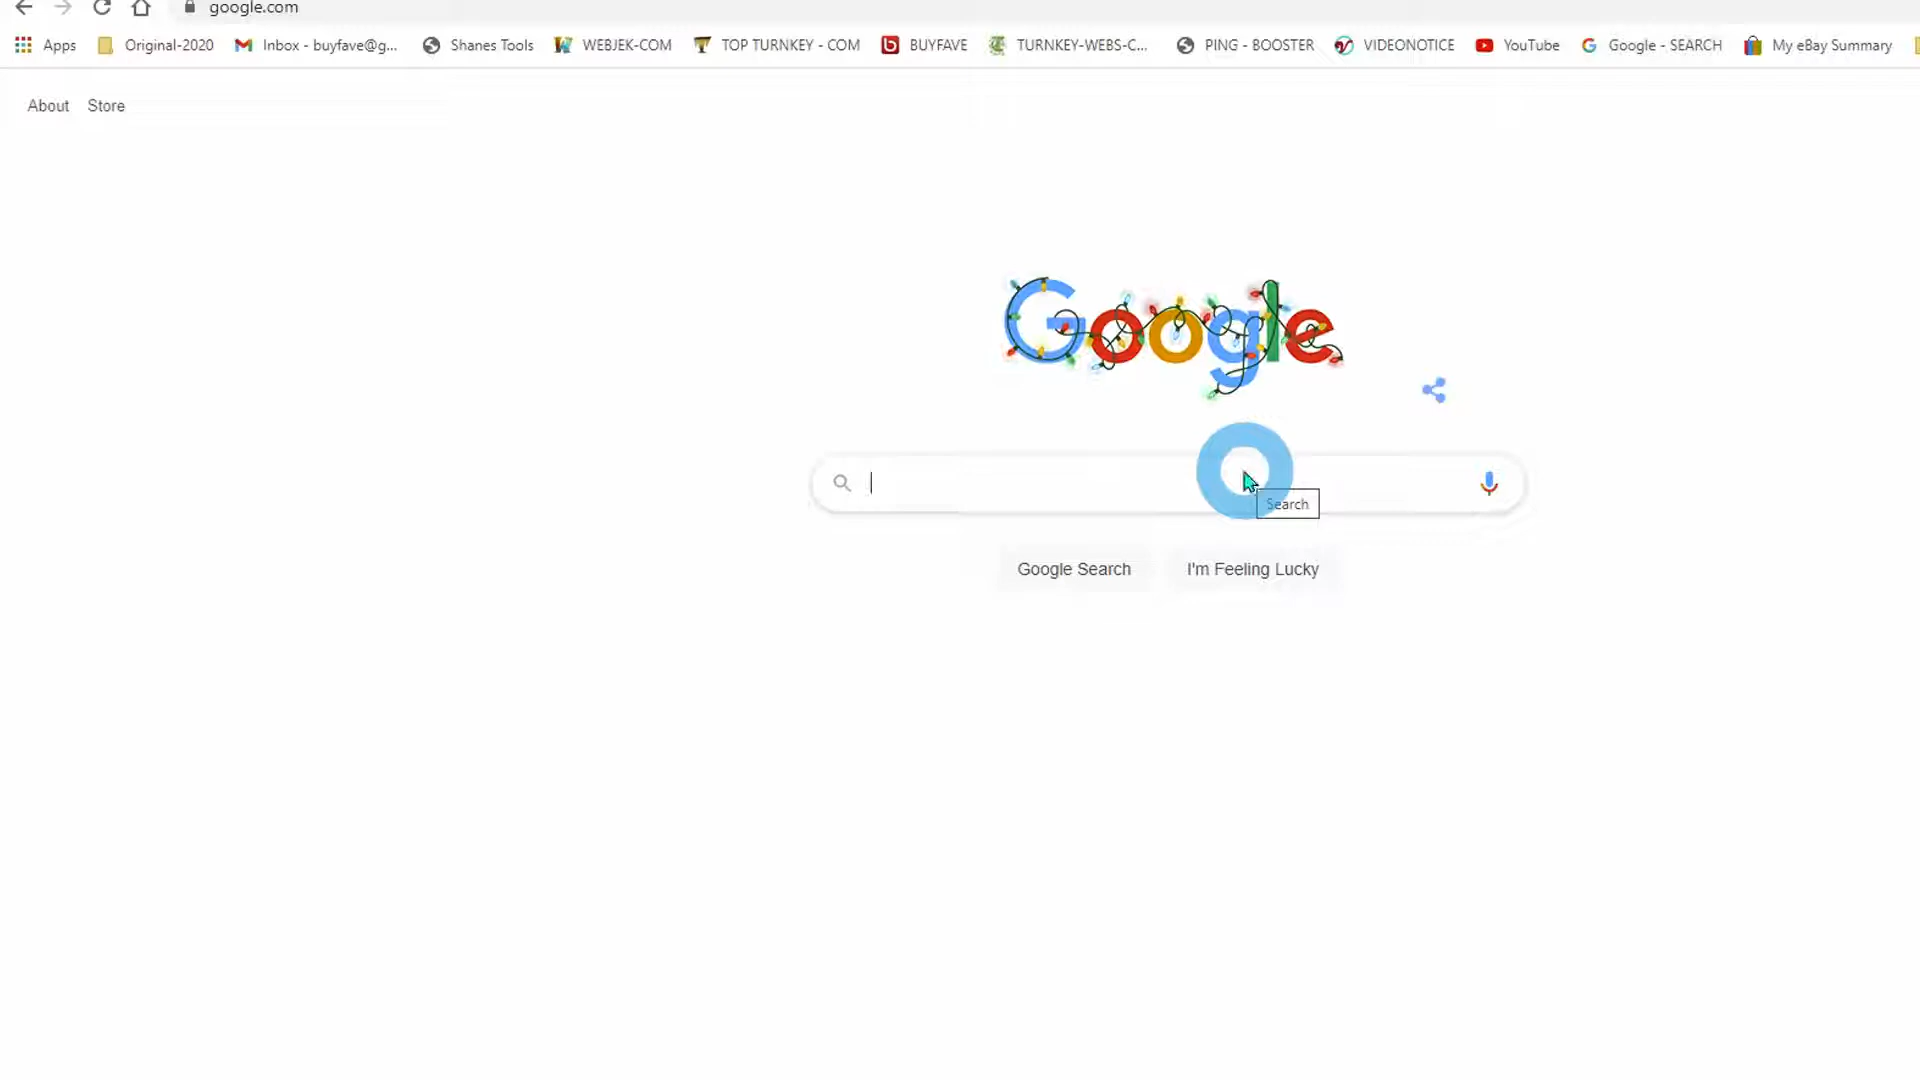 google.com
Apps Original-2020 Inbox - buyfave@g... Shanes Tools WEBJEK-COM TOP TURNKEY - COM BUYFAVE TURNKEY-WEBS-C... PING - BOOSTER VIDEONOTICE YouTube Google - SEARCH My eBay Summary
About Store
Google
Search
Google Search I'm Feeling Lucky